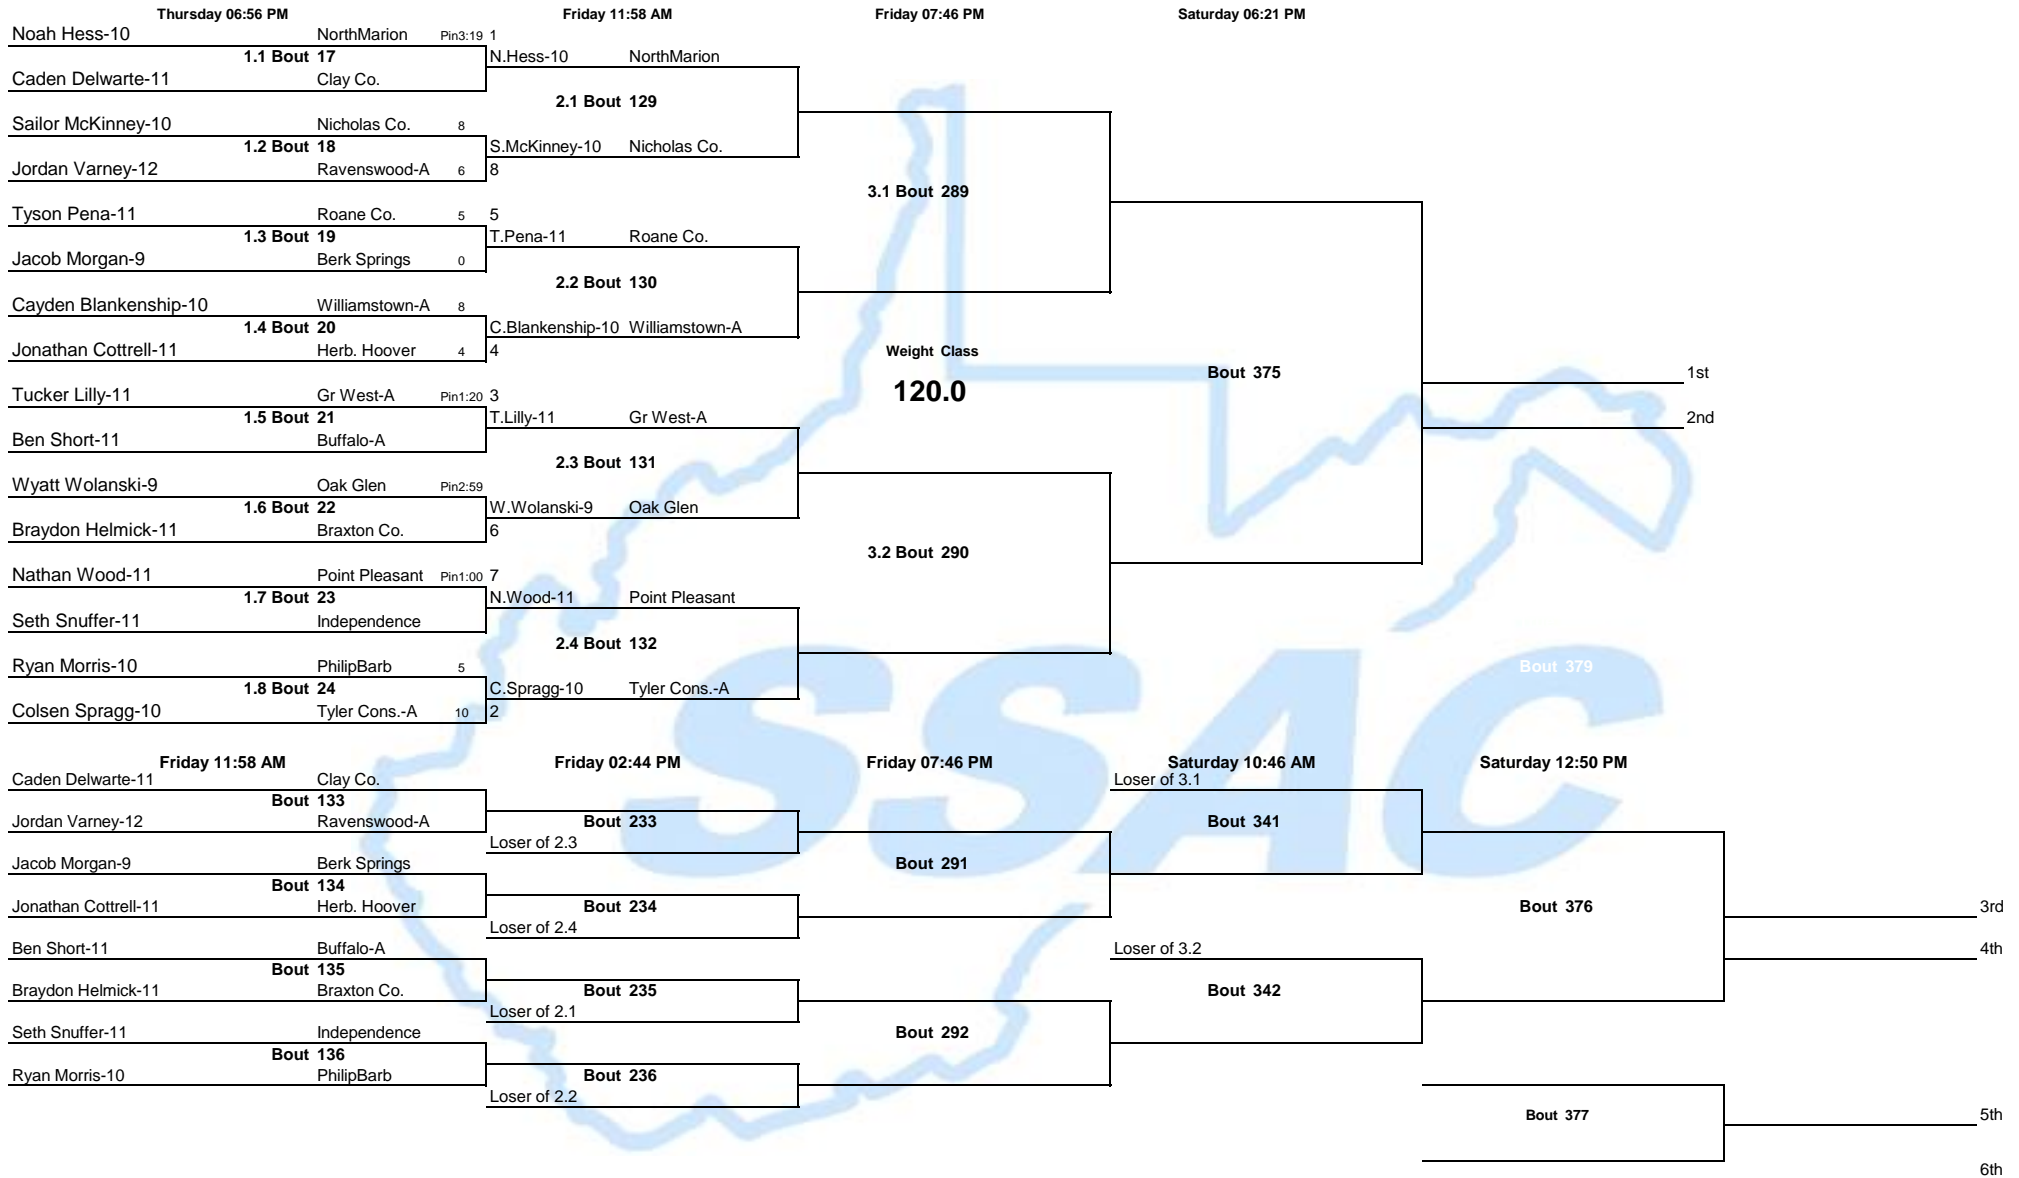 Thursday 06:56 PM Friday 11:58 AM Friday 07:46 PM Saturday 06:21 PM
Noah Hess-10 NorthMarion Pin3:19 1
1.1 Bout 17 N.Hess-10 NorthMarion
Caden Delwarte-11 Clay Co.
2.1 Bout 129
Sailor McKinney-10 Nicholas Co. 8
1.2 Bout 18 S.McKinney-10 Nicholas Co.
Jordan Varney-12 Ravenswood-A 6 8
3.1 Bout 289
Tyson Pena-11 Roane Co. 5 5
1.3 Bout 19 T.Pena-11 Roane Co.
Jacob Morgan-9 Berk Springs 0
2.2 Bout 130
Cayden Blankenship-10 Williamstown-A 8
1.4 Bout 20 C.Blankenship-10 Williamstown-A
Jonathan Cottrell-11 Herb. Hoover 4 4 Weight Class
Bout 375 1st
Tucker Lilly-11 Gr West-A Pin1:20 3 120.0
1.5 Bout 21 T.Lilly-11 Gr West-A 2nd
Ben Short-11 Buffalo-A
2.3 Bout 131
Wyatt Wolanski-9 Oak Glen Pin2:59
1.6 Bout 22 W.Wolanski-9 Oak Glen
Braydon Helmick-11 Braxton Co. 6
3.2 Bout 290
Nathan Wood-11 Point Pleasant Pin1:00 7
1.7 Bout 23 N.Wood-11 Point Pleasant
Seth Snuffer-11 Independence
2.4 Bout 132
Ryan Morris-10 PhilipBarb 5 Bout 379
1.8 Bout 24 C.Spragg-10 Tyler Cons.-A
Colsen Spragg-10 Tyler Cons.-A 10 2
SSAC
Friday 11:58 AM Friday 02:44 PM Friday 07:46 PM Saturday 10:46 AM Saturday 12:50 PM
Caden Delwarte-11 Clay Co. Loser of 3.1
Bout 133
Jordan Varney-12 Ravenswood-A Bout 233 Bout 341
Loser of 2.3
Jacob Morgan-9 Berk Springs Bout 291
Bout 134
Jonathan Cottrell-11 Herb. Hoover Bout 234 Bout 376 3rd
Loser of 2.4
Ben Short-11 Buffalo-A Loser of 3.2 4th
Bout 135
Braydon Helmick-11 Braxton Co. Bout 235 Bout 342
Loser of 2.1
Seth Snuffer-11 Independence Bout 292
Bout 136
Ryan Morris-10 PhilipBarb Bout 236
Loser of 2.2
Bout 377 5th
6th